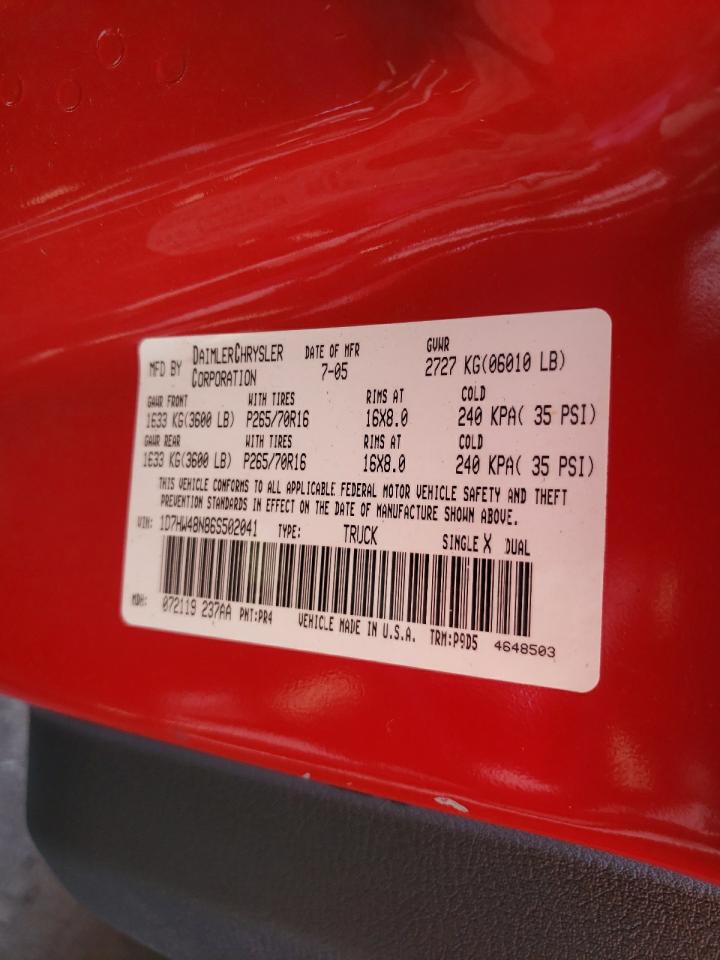 MFD BY DAIMLERCHRYSLER CORPORATION DATE OF MFR 7-05 GVWR 2727 KG(06010 LB)
GAWR FRONT WITH TIRES RIMS AT COLD
1633 KG(3600 LB) P265/70R16 16X8.0 240 KPA( 35 PSI)
GAWR REAR WITH TIRES RIMS AT COLD
1633 KG(3600 LB) P265/70R16 16X8.0 240 KPA( 35 PSI)
THIS VEHICLE CONFORMS TO ALL APPLICABLE FEDERAL MOTOR VEHICLE SAFETY AND THEFT
PREVENTION STANDARDS IN EFFECT ON THE DATE OF MANUFACTURE SHOWN ABOVE.
VIN: 1D7HW48N86S502041 TYPE: TRUCK SINGLE X DUAL
MDH: 072119 237AA PNT:PR4 VEHICLE MADE IN U.S.A. TRM:P9D5 4648503